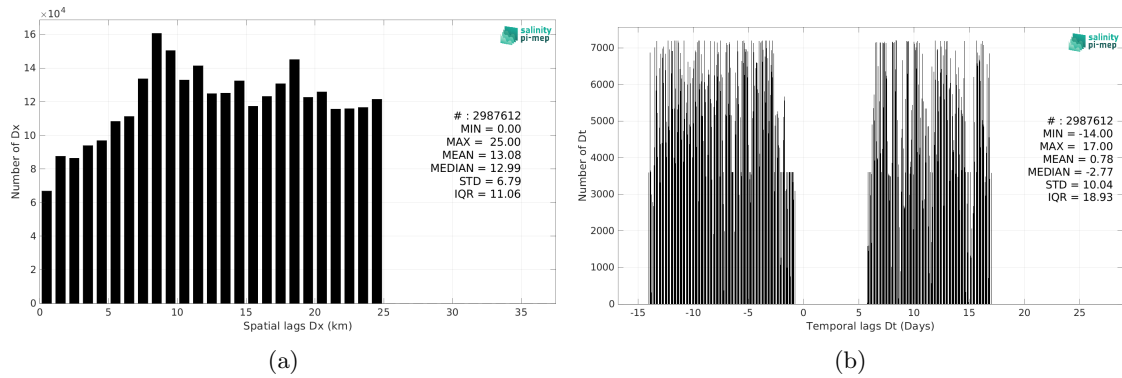 ×10⁴
16
14
12
10
8
6
4
2
0
Number of Dx
salinity
pi-mep
# : 2987612
MIN = 0.00
MAX = 25.00
MEAN = 13.08
MEDIAN = 12.99
STD = 6.79
IQR = 11.06
0 5 10 15 20 25 30 35
Spatial lags Dx (km)
(a)
7000
6000
5000
4000
3000
2000
1000
0
Number of Dt
salinity
pi-mep
# : 2987612
MIN = -14.00
MAX = 17.00
MEAN = 0.78
MEDIAN = -2.77
STD = 10.04
IQR = 18.93
-15 -10 -5 0 5 10 15 20 25
Temporal lags Dt (Days)
(b)